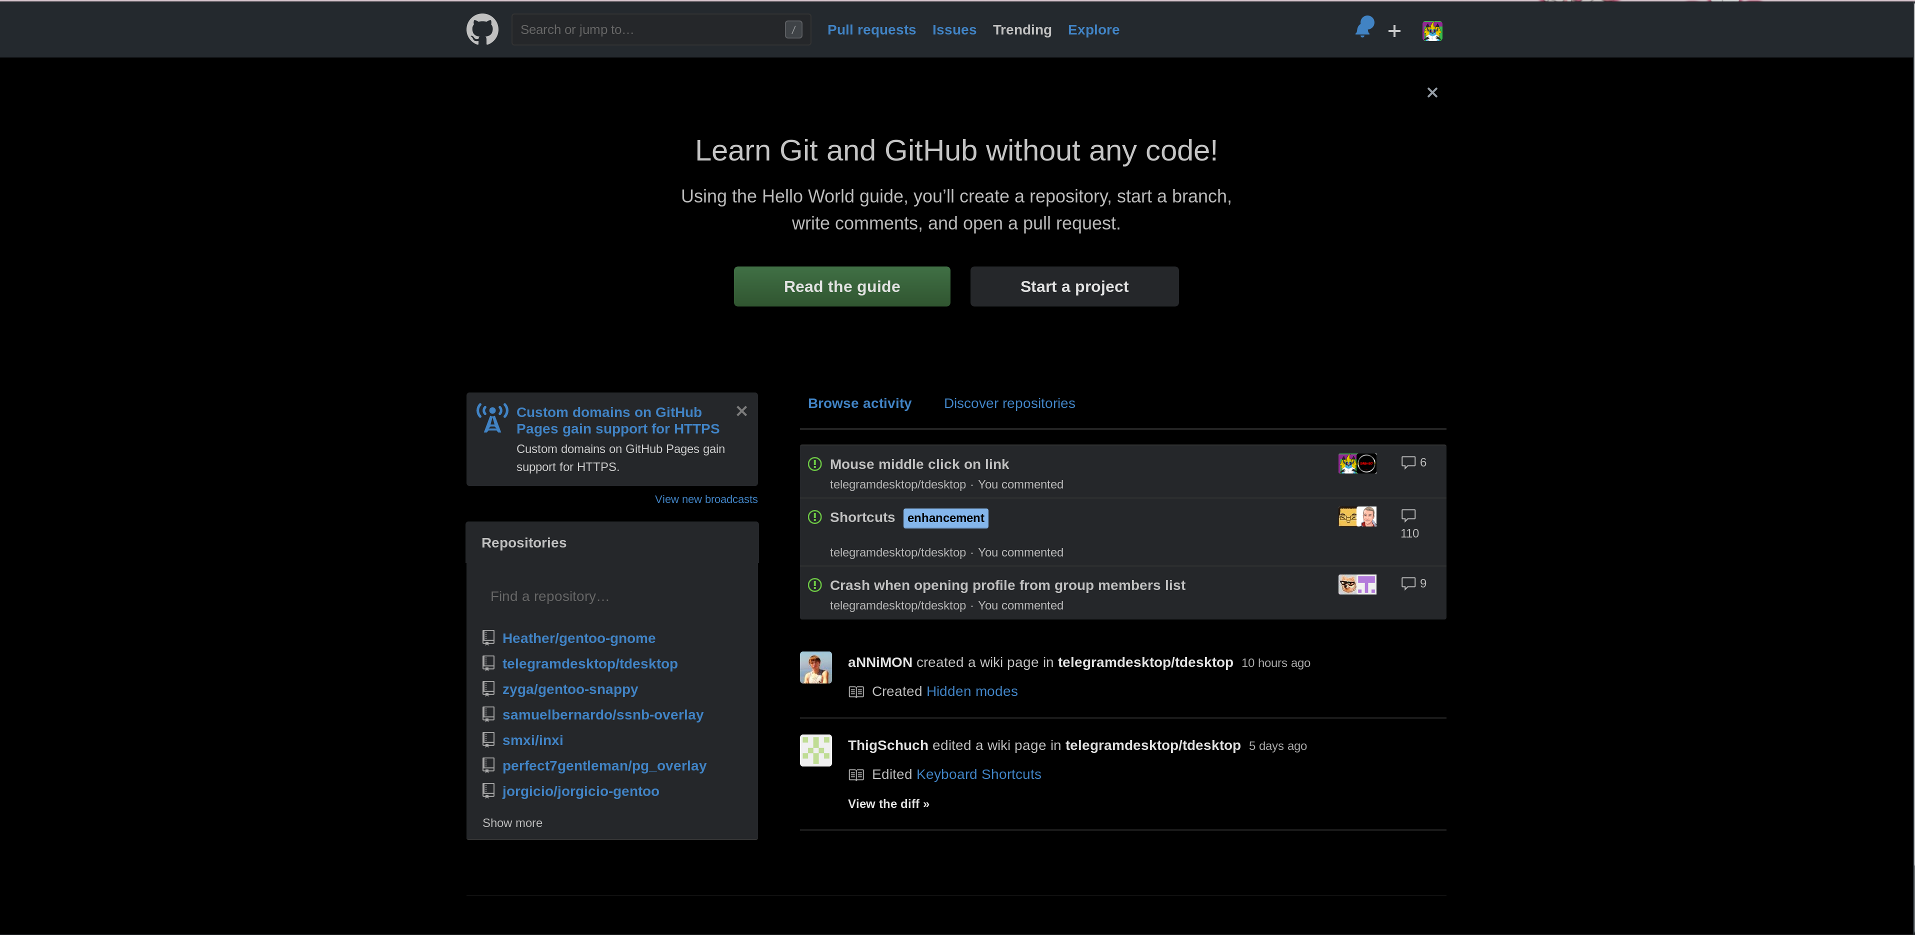 Search or jump to…
/
Pull requests Issues Trending Explore
Learn Git and GitHub without any code!
Using the Hello World guide, you’ll create a repository, start a branch,
write comments, and open a pull request.
Read the guide
Start a project
Custom domains on GitHub
Pages gain support for HTTPS
Custom domains on GitHub Pages gain
support for HTTPS.
View new broadcasts
Repositories
Find a repository…
Heather/gentoo-gnome
telegramdesktop/tdesktop
zyga/gentoo-snappy
samuelbernardo/ssnb-overlay
smxi/inxi
perfect7gentleman/pg_overlay
jorgicio/jorgicio-gentoo
Show more
Browse activity Discover repositories
Mouse middle click on link 6
telegramdesktop/tdesktop · You commented
Shortcuts enhancement
110
telegramdesktop/tdesktop · You commented
Crash when opening profile from group members list 9
telegramdesktop/tdesktop · You commented
aNNiMON created a wiki page in telegramdesktop/tdesktop 10 hours ago
Created Hidden modes
ThigSchuch edited a wiki page in telegramdesktop/tdesktop 5 days ago
Edited Keyboard Shortcuts
View the diff »